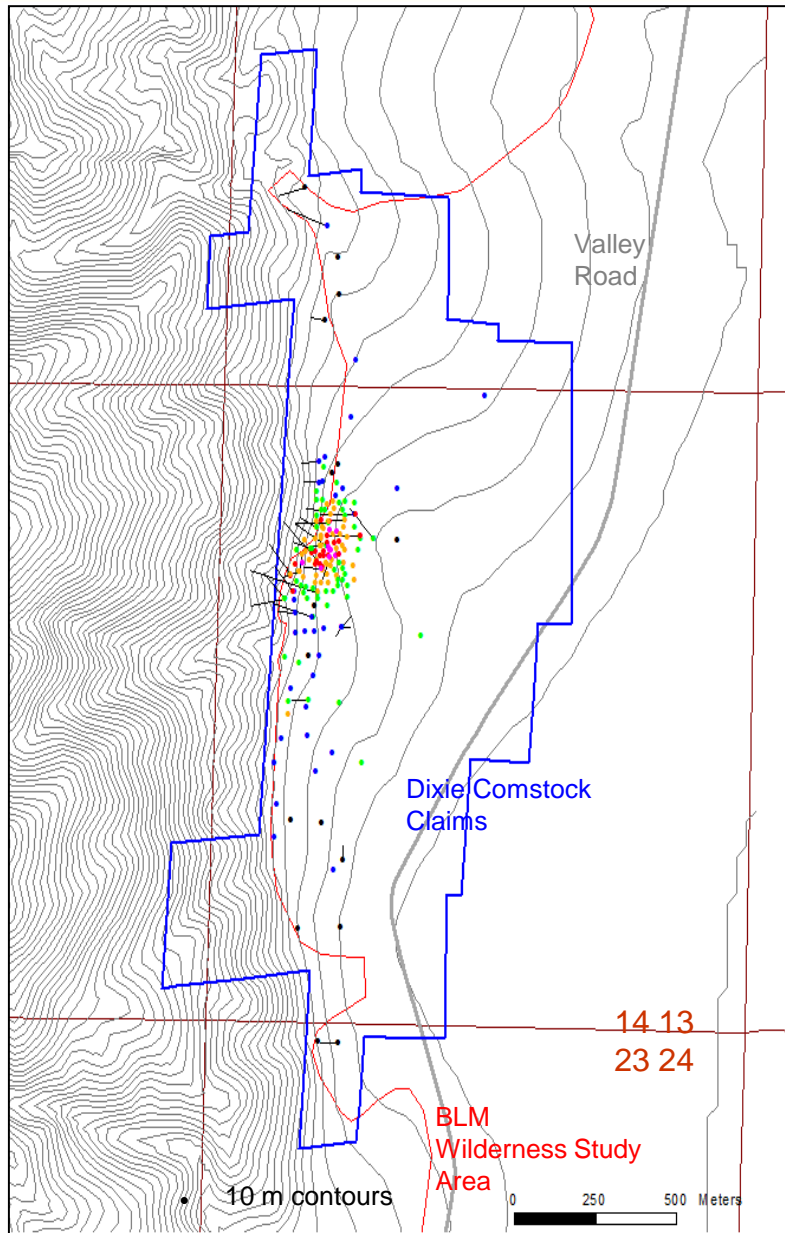 Valley
Road
Dixie Comstock
Claims
14 13
23 24
BLM
Wilderness Study
Area
10 m contours
0 250 500 Meters